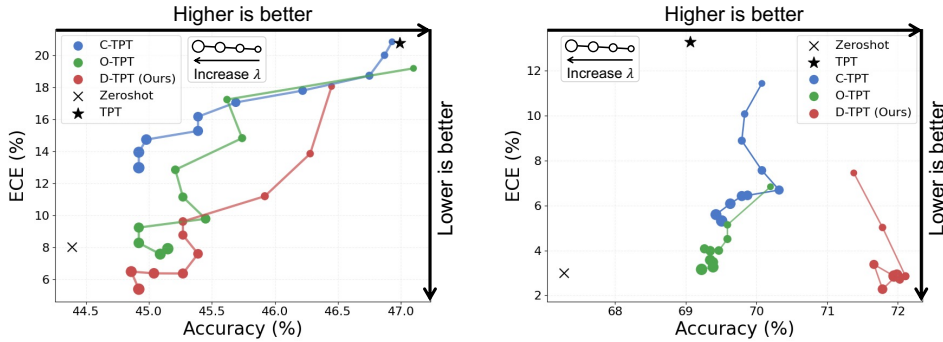 Higher is better
C-TPT
O-TPT
D-TPT (Ours)
Zeroshot
TPT
Increase λ
20
18
16
14
12
10
8
6
ECE (%)
44.5 45.0 45.5 46.0 46.5 47.0
Accuracy (%)
Lower is better
Higher is better
Increase λ
Zeroshot
TPT
C-TPT
O-TPT
D-TPT (Ours)
12
10
8
6
4
2
ECE (%)
68 69 70 71 72
Accuracy (%)
Lower is better